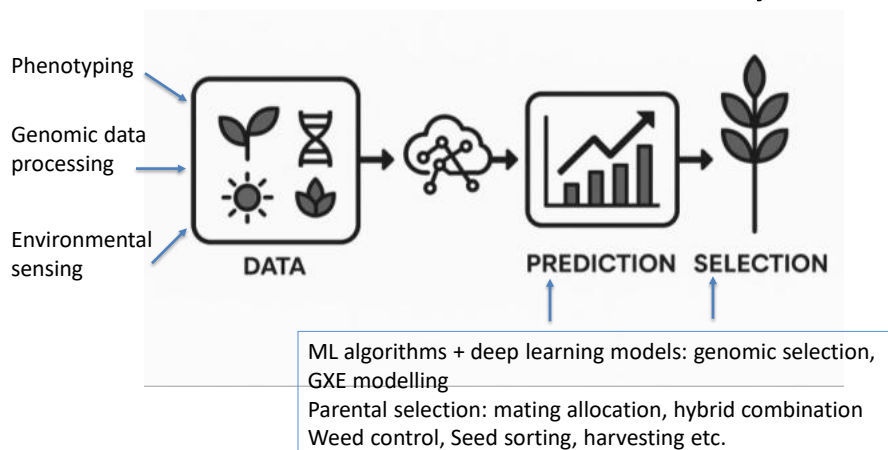 Phenotyping
Genomic data
processing
Environmental
sensing
DATA
PREDICTION
SELECTION
ML algorithms + deep learning models: genomic selection,
GXE modelling
Parental selection: mating allocation, hybrid combination
Weed control, Seed sorting, harvesting etc.